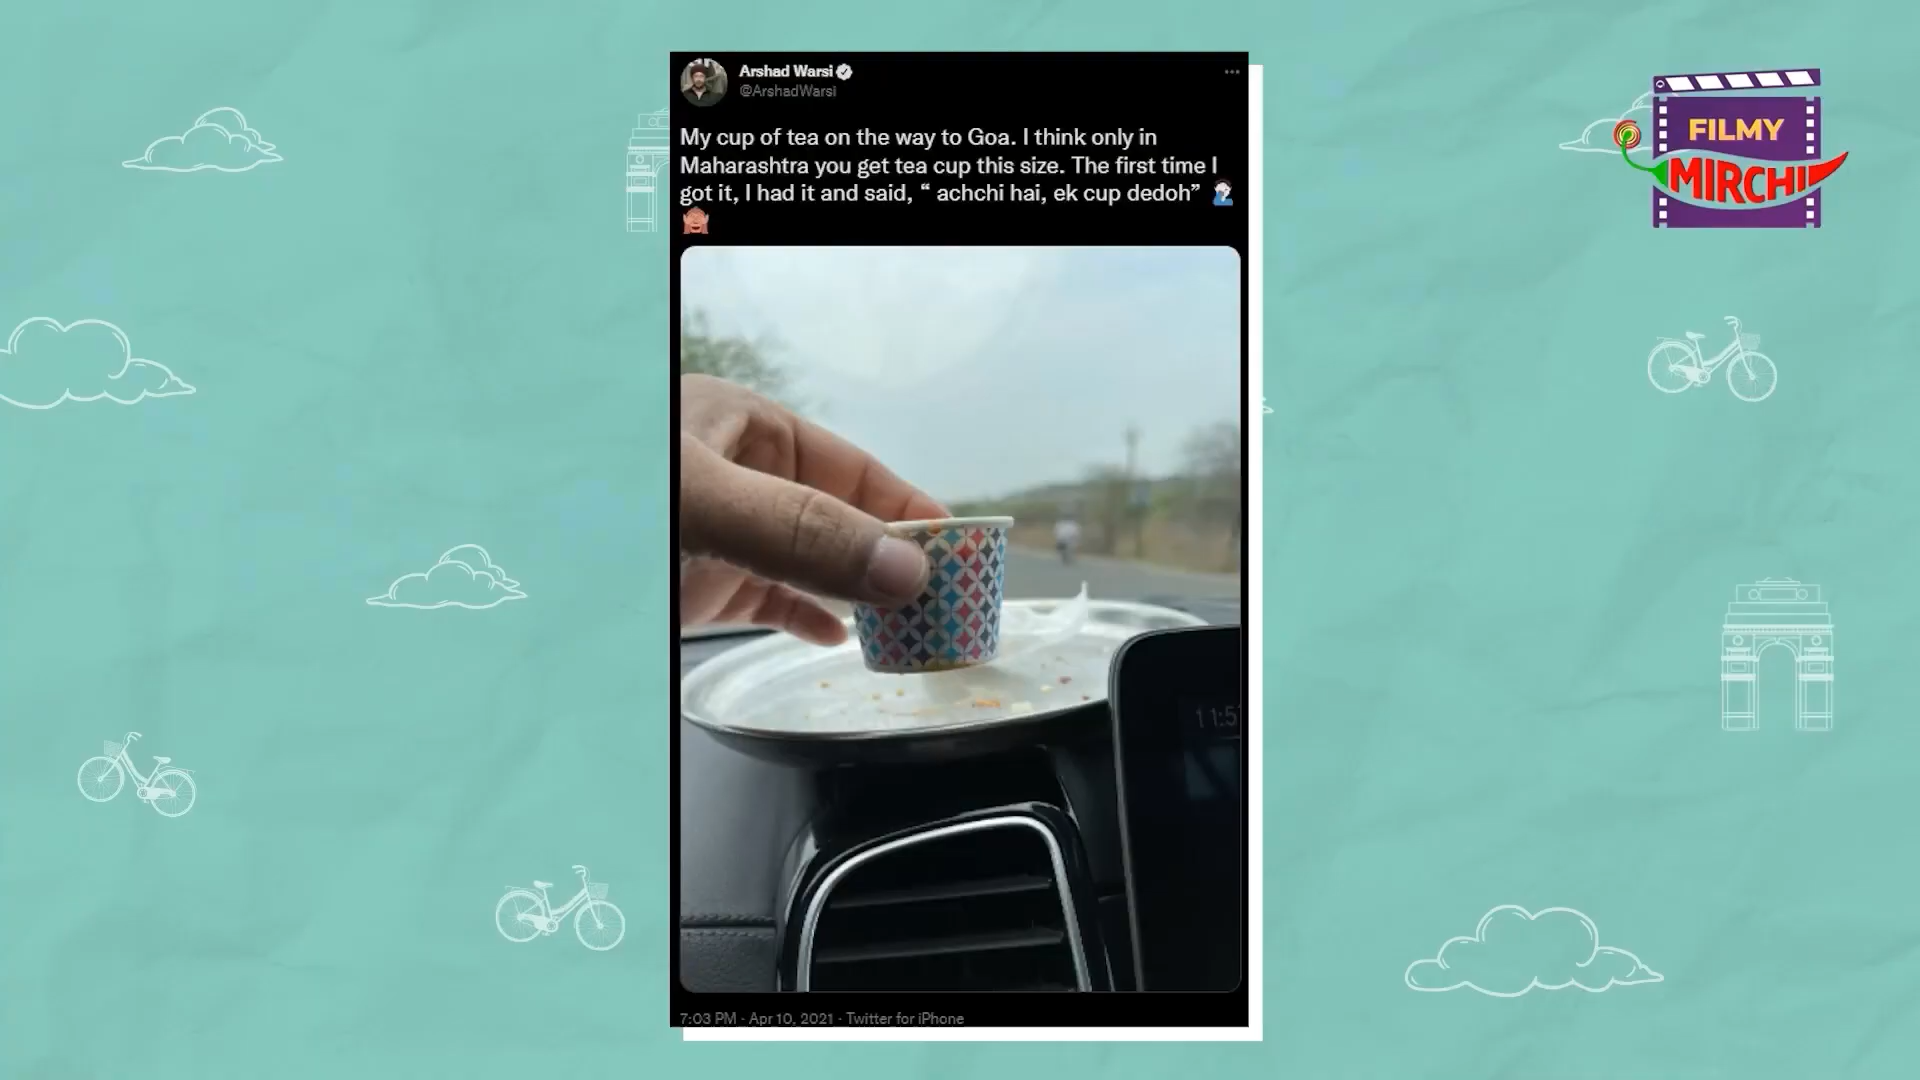 Arshad Warsi
@ArshadWarsi
My cup of tea on the way to Goa. I think only in
Maharashtra you get tea cup this size. The first time I
got it, I had it and said, “ achchi hai, ek cup dedoh” 🤦🏻‍♂️
🙈
11:5
7:03 PM · Apr 10, 2021 · Twitter for iPhone
FILMY
MIRCHI